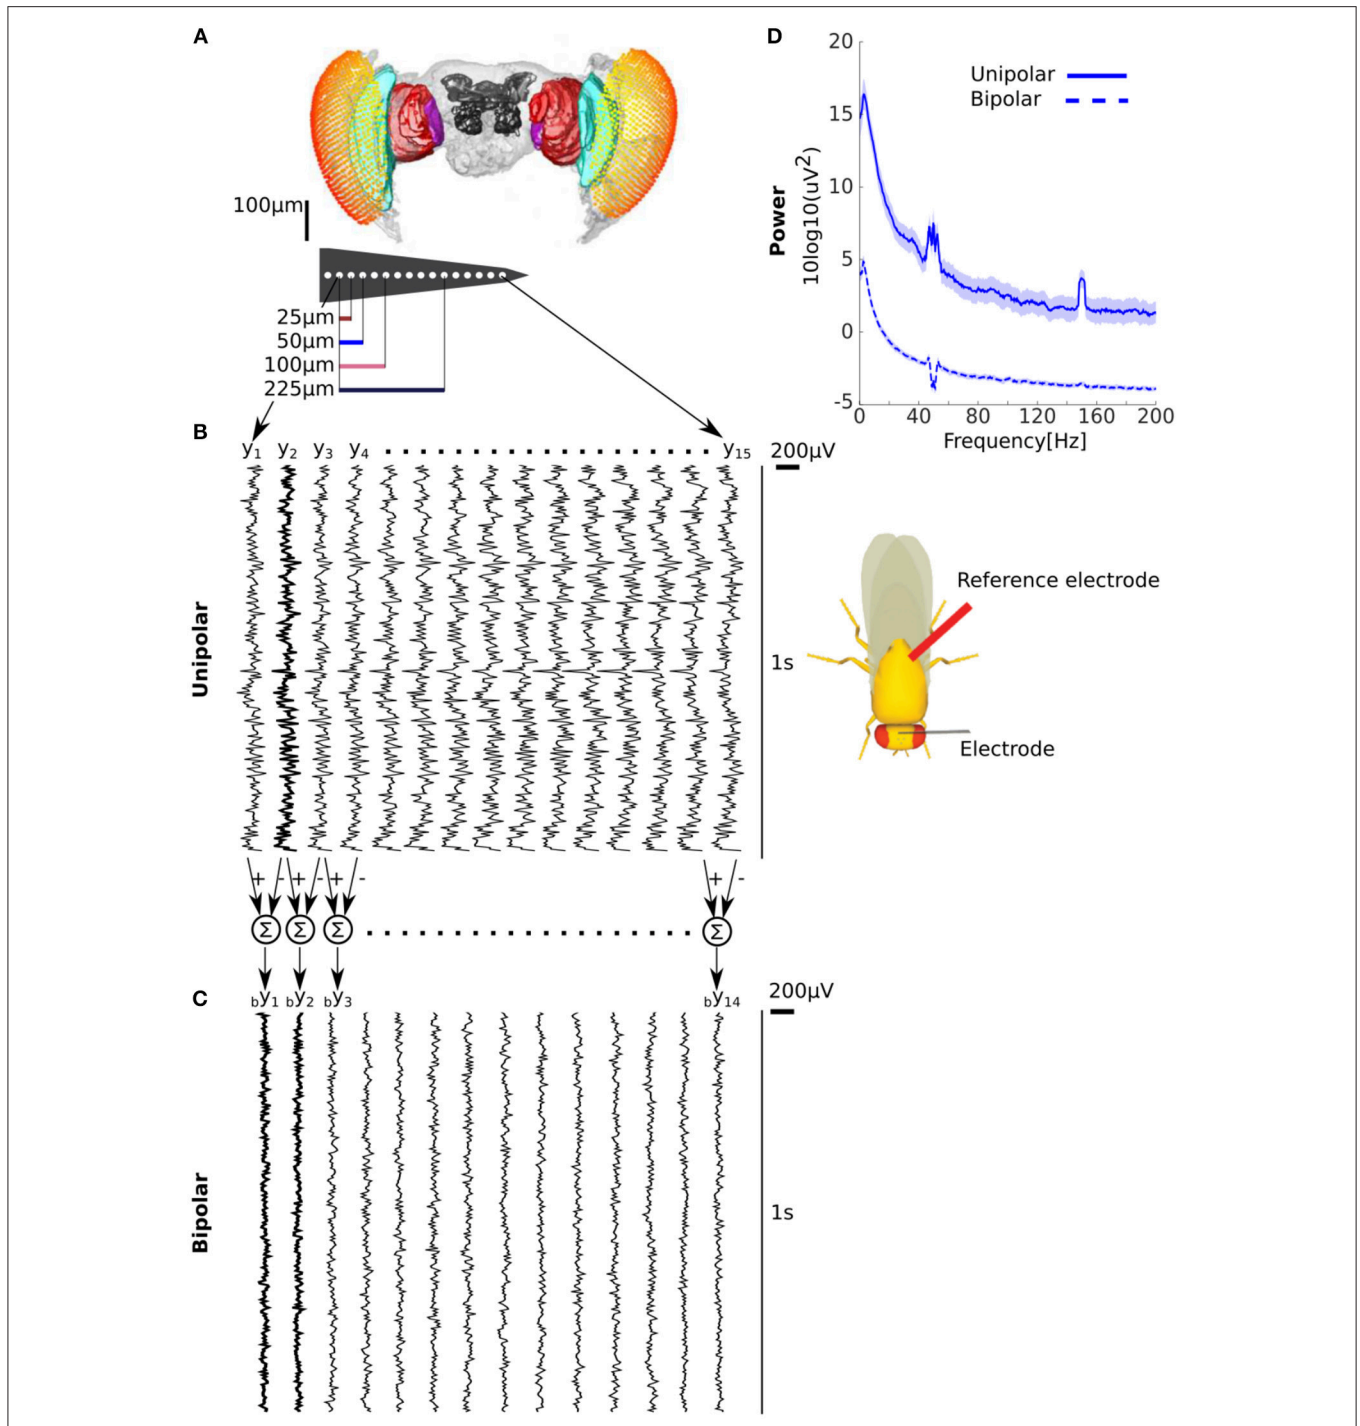 A
100μm
25μm
50μm
100μm
225μm
B
y1 y2 y3 y4 y15
200μV
Unipolar
1s
+ - + - + - + -
Σ Σ Σ Σ
C
by1 by2 by3 by14
200μV
Bipolar
1s
D
20
15
10
5
0
-5
Power
10log10(uV2)
Unipolar
Bipolar
0 40 80 120 160 200
Frequency[Hz]
Reference electrode
Electrode